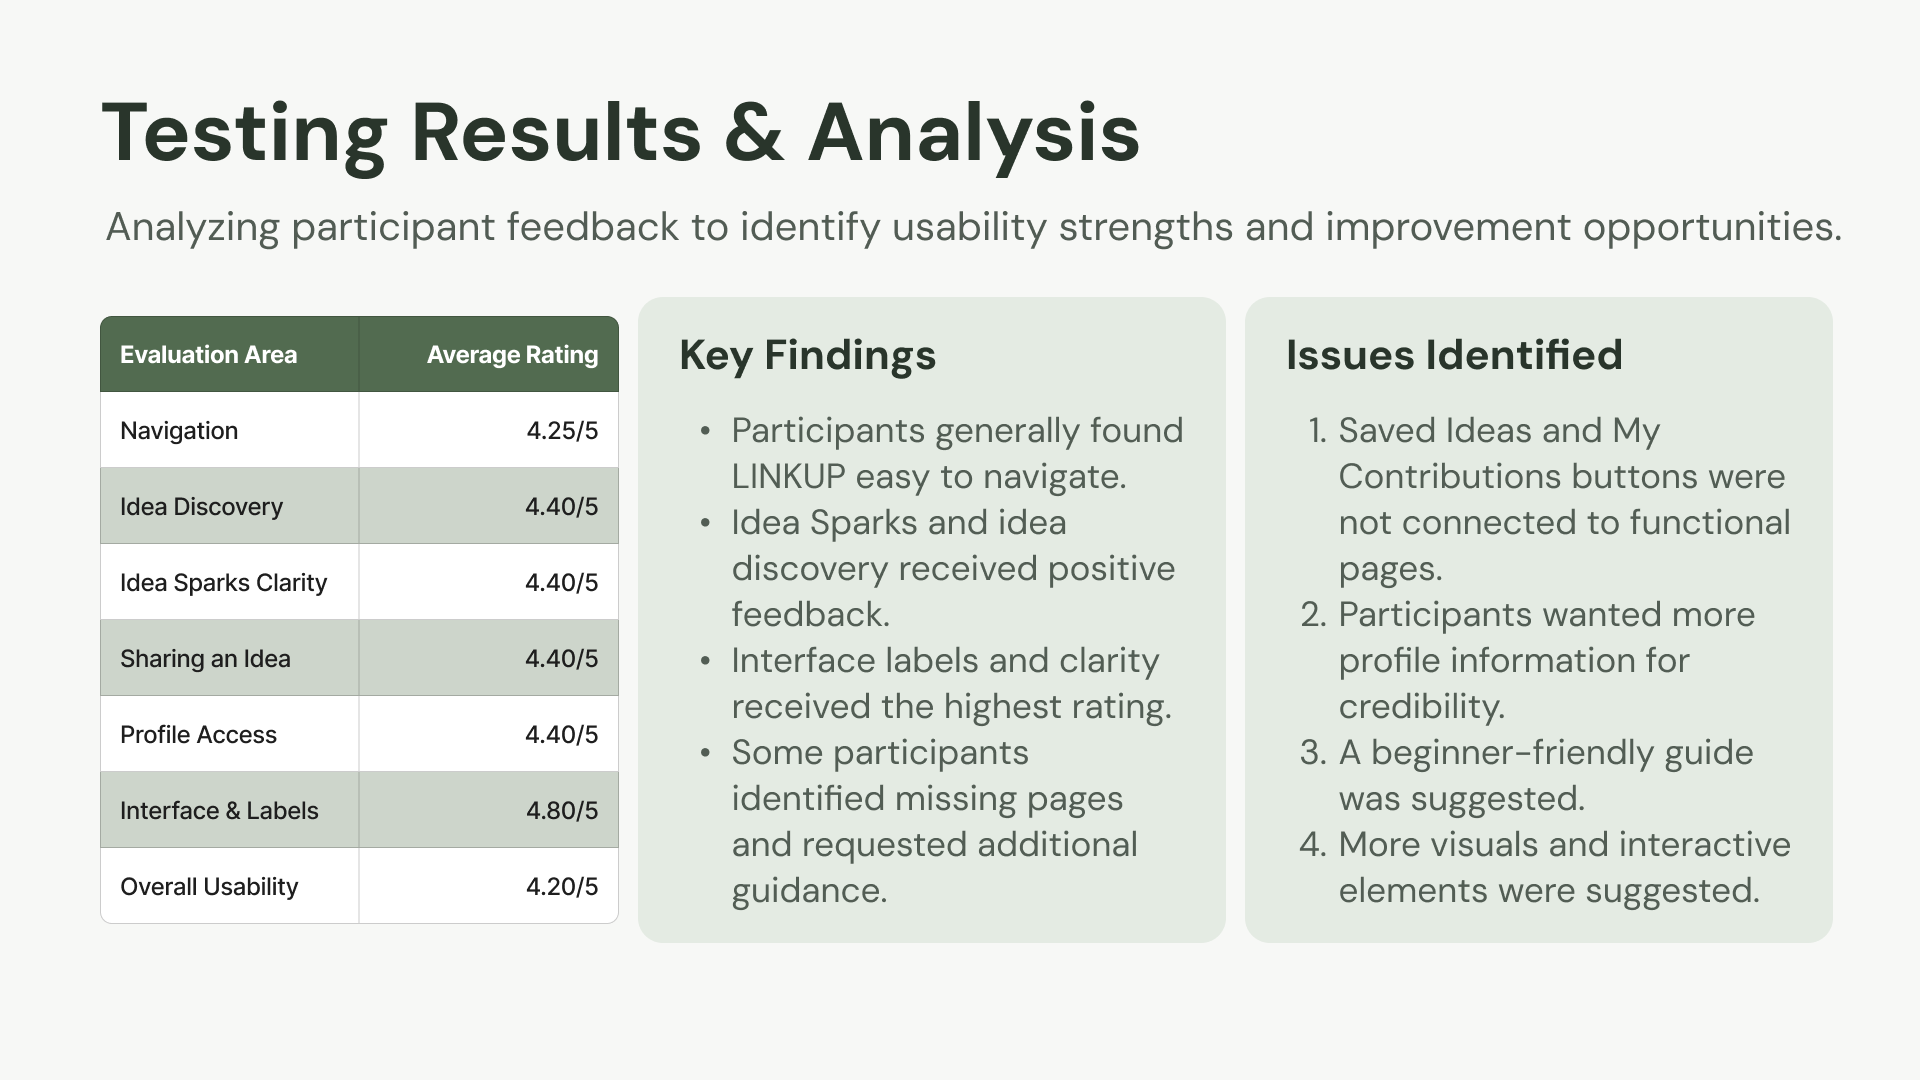 Testing Results & Analysis
Analyzing participant feedback to identify usability strengths and improvement opportunities.
Evaluation Area Average Rating
Navigation 4.25/5
Idea Discovery 4.40/5
Idea Sparks Clarity 4.40/5
Sharing an Idea 4.40/5
Profile Access 4.40/5
Interface & Labels 4.80/5
Overall Usability 4.20/5
Key Findings
• Participants generally found
LINKUP easy to navigate.
• Idea Sparks and idea
discovery received positive
feedback.
• Interface labels and clarity
received the highest rating.
• Some participants
identified missing pages
and requested additional
guidance.
Issues Identified
1. Saved Ideas and My
Contributions buttons were
not connected to functional
pages.
2. Participants wanted more
profile information for
credibility.
3. A beginner-friendly guide
was suggested.
4. More visuals and interactive
elements were suggested.